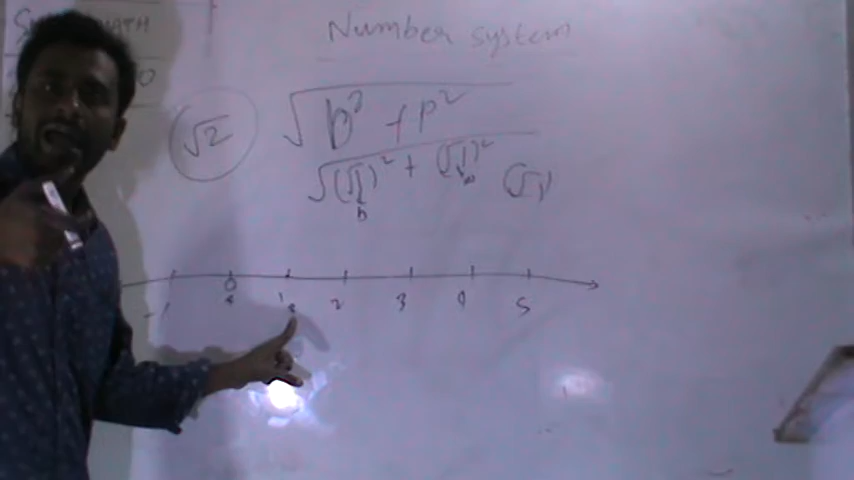 MATH
Number system
√2 √b² + p²
√(√1)² + (√1)² (√1)
b
-1 0 1 2 3 4 5